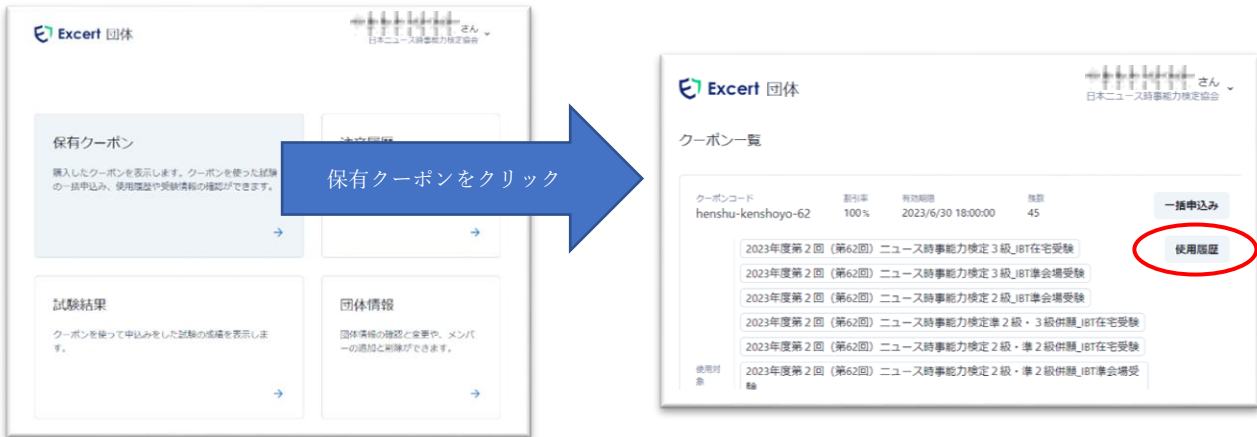 Excert 団体
さん
日本ニュース時事能力検定協会
保有クーポン
購入したクーポンを表示します。クーポンを使った試験
の一括申込み、使用履歴や受験情報の確認ができます。
試験結果
クーポンを使って申込みをした試験の成績を表示しま
す。
団体情報
団体情報の確認と変更や、メンバ
ーの追加と削除ができます。
保有クーポンをクリック
Excert 団体
さん
日本ニュース時事能力検定協会
クーポン一覧
クーポンコード 割引率 有効期限 残数
henshu-kenshoyo-62 100% 2023/6/30 18:00:00 45
一括申込み
使用履歴
2023年度第2回（第62回）ニュース時事能力検定3級_IBT在宅受験
2023年度第2回（第62回）ニュース時事能力検定3級_IBT準会場受験
2023年度第2回（第62回）ニュース時事能力検定2級_IBT準会場受験
2023年度第2回（第62回）ニュース時事能力検定準2級・3級併願_IBT在宅受験
2023年度第2回（第62回）ニュース時事能力検定2級・準2級併願_IBT在宅受験
使用対
象
2023年度第2回（第62回）ニュース時事能力検定2級・準2級併願_IBT準会場受